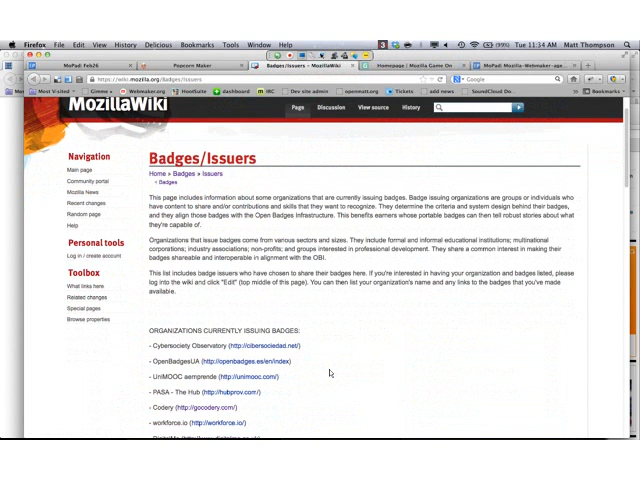 Firefox File Edit View History Delicious Bookmarks Tools Window Help 3 (99%) Tue 11:34 AM Matt Thompson
MoPad: Feb26 Popcorn Maker Badges/Issuers – MozillaWiki Homepage | Mozilla Game On MoPad: Mozilla-Webmaker-age...
https://wiki.mozilla.org/Badges/Issuers Google
Most Visited Gimme Webmaker.org HootSuite dashboard IRC Dev site admin openmatt.org Tickets add news SoundCloud Do... Bookmarks
MozillaWiki
Page Discussion View source History
Navigation
Main page
Community portal
Mozilla News
Recent changes
Random page
Help
Personal tools
Log in / create account
Toolbox
What links here
Related changes
Special pages
Browse properties
Badges/Issuers
Home » Badges » Issuers
‹ Badges
This page includes information about some organizations that are currently issuing badges. Badge issuing organizations are groups or individuals who
have content to share and/or contributions and skills that they want to recognize. They determine the criteria and system design behind their badges,
and they align those badges with the Open Badges Infrastructure. This benefits earners whose portable badges can then tell robust stories about what
they're capable of.
Organizations that issue badges come from various sectors and sizes. They include formal and informal educational institutions; multinational
corporations; industry associations; non-profits; and groups interested in professional development. They share a common interest in making their
badges shareable and interoperable in alignment with the OBI.
This list includes badge issuers who have chosen to share their badges here. If you're interested in having your organization and badges listed, please
log into the wiki and click "Edit" (top middle of this page). You can then list your organization's name and any links to the badges that you've made
available.
ORGANIZATIONS CURRENTLY ISSUING BADGES:
- Cybersociety Observatory (http://cibersociedad.net/)
- OpenBadgesUA (http://openbadges.es/en/index)
- UniMOOC aemprende (http://unimooc.com/)
- PASA - The Hub (http://hubprov.com/)
- Codery (http://gocodery.com/)
- workforce.io (http://workforce.io/)